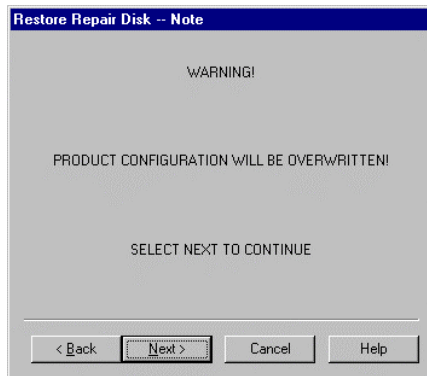 Restore Repair Disk -- Note
WARNING!
PRODUCT CONFIGURATION WILL BE OVERWRITTEN!
SELECT NEXT TO CONTINUE
< Back Next > Cancel Help